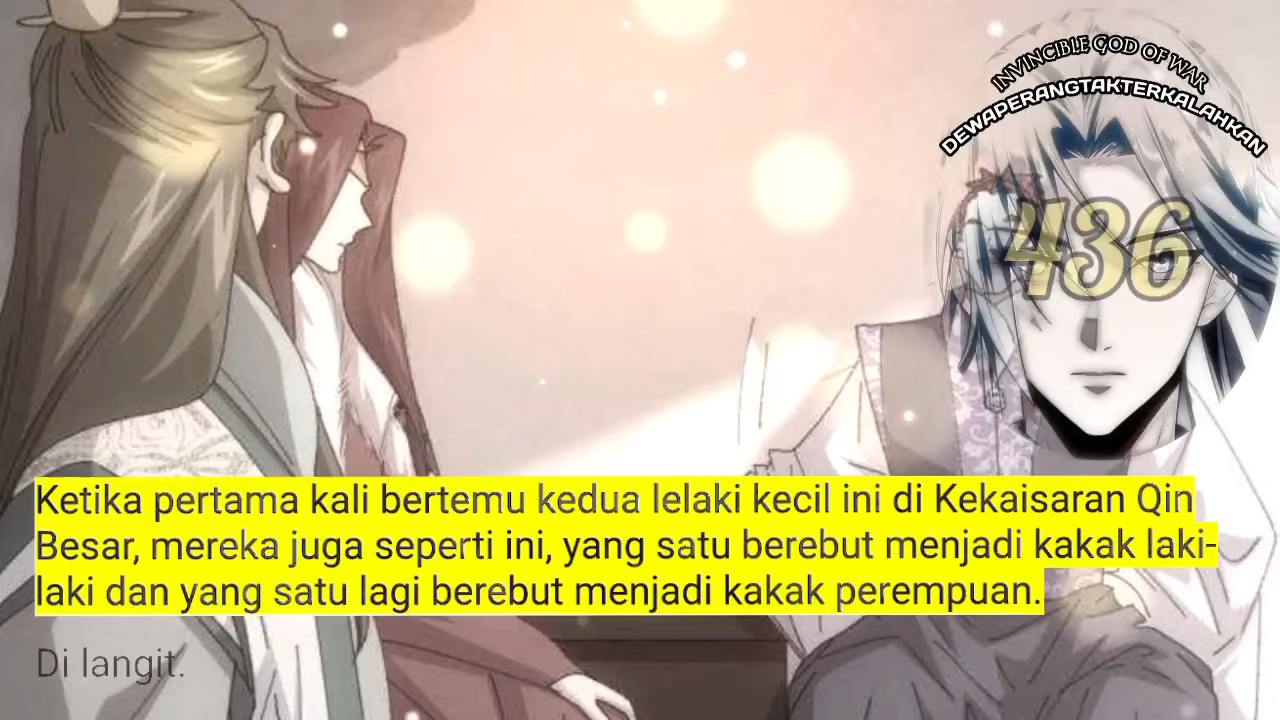 INVINCIBLE GOD OF WAR
DEWAPERANGTAKTERKALAHKAN
436
Ketika pertama kali bertemu kedua lelaki kecil ini di Kekaisaran Qin
Besar, mereka juga seperti ini, yang satu berebut menjadi kakak laki-
laki dan yang satu lagi berebut menjadi kakak perempuan.
Di langit.